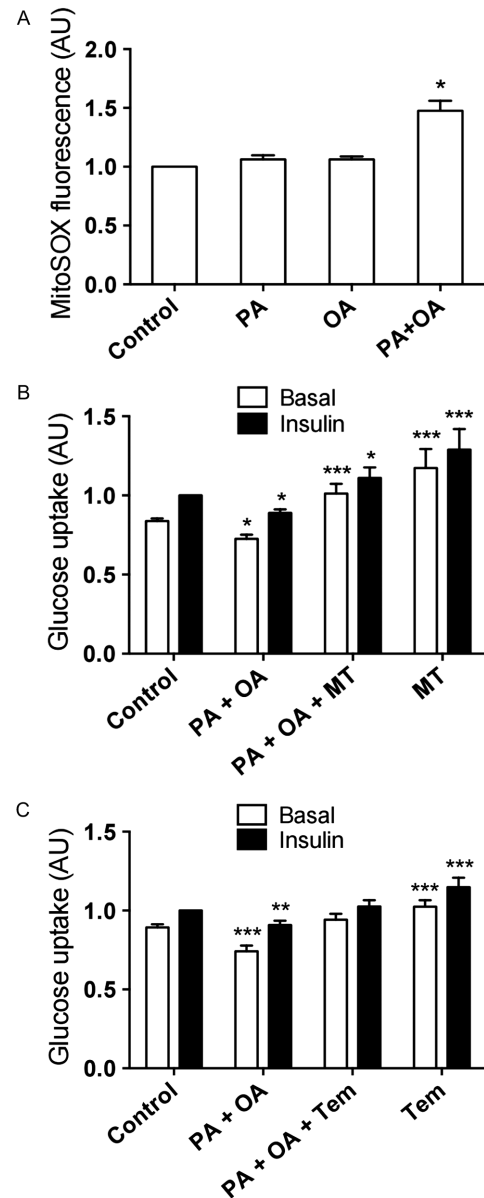 A
MitoSOX fluorescence (AU)
2.0
1.5
1.0
0.5
0.0
*
Control
PA
OA
PA+OA
B
Basal
Insulin
Glucose uptake (AU)
1.5
1.0
0.5
0.0
* * *** * *** ***
Control
PA + OA
PA + OA + MT
MT
C
Basal
Insulin
Glucose uptake (AU)
1.5
1.0
0.5
0.0
*** ** *** ***
Control
PA + OA
PA + OA + Tem
Tem